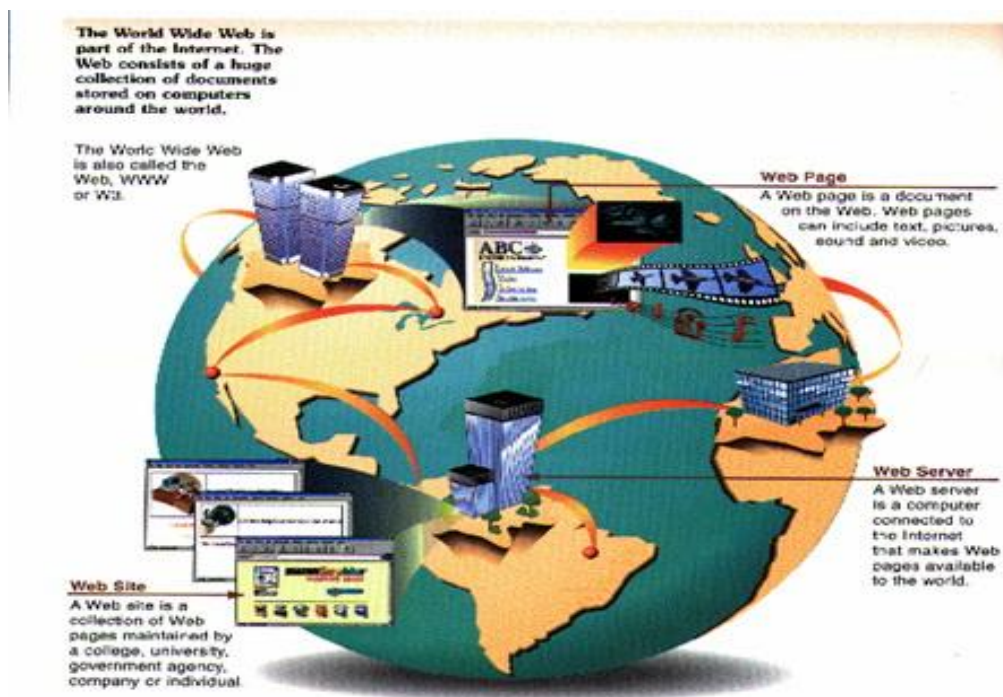 The World Wide Web is
part of the Internet. The
Web consists of a huge
collection of documents
stored on computers
around the world.
The World Wide Web
is also called the
Web, WWW
or W3.
Web Page
A Web page is a document
on the Web. Web pages
can include text, pictures,
sound and video.
ABC
Web Server
A Web server
is a computer
connected to
the Internet
that makes Web
pages available
to the world.
Web Site
A Web site is a
collection of Web
pages maintained by
a college, university,
government agency,
company or individual.